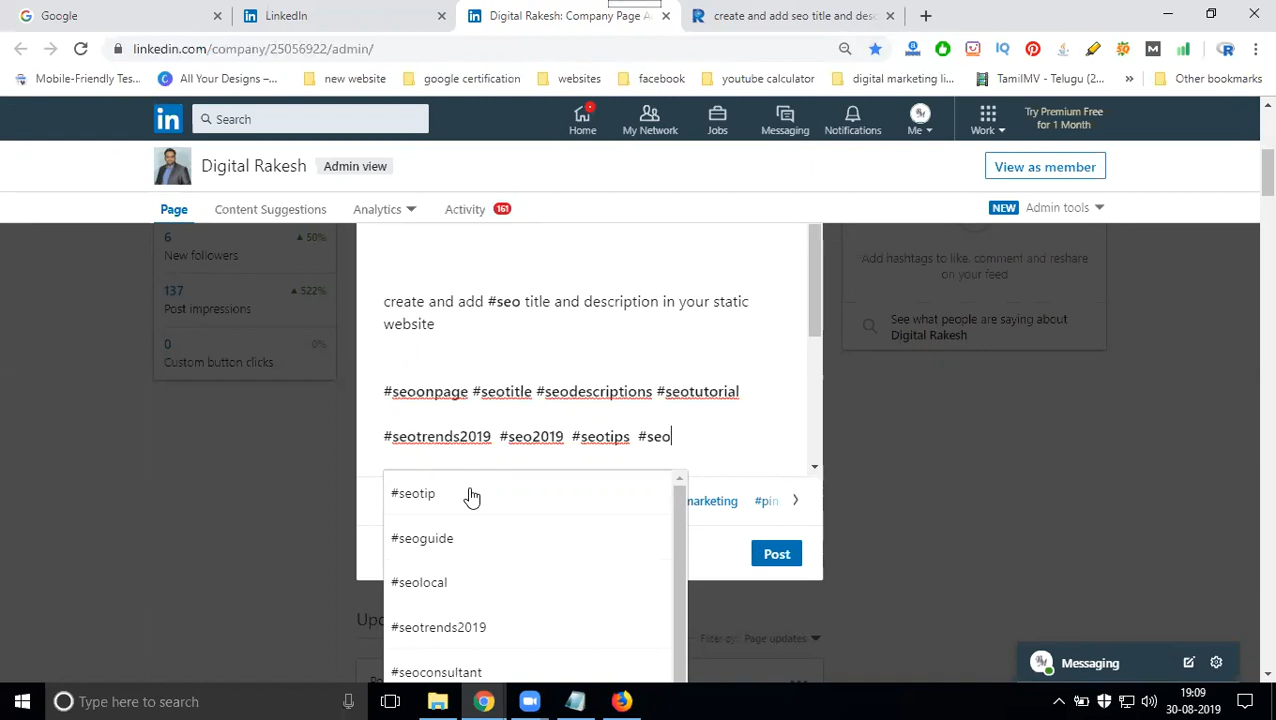 Google
LinkedIn
Digital Rakesh: Company Page A
create and add seo title and desc
linkedin.com/company/25056922/admin/
Mobile-Friendly Tes...
All Your Designs –...
new website
google certification
websites
facebook
youtube calculator
digital marketing li...
TamilMV - Telugu (2...
Other bookmarks
Search
Home
My Network
Jobs
Messaging
Notifications
Me
Work
Try Premium Free
for 1 Month
Digital Rakesh
Admin view
View as member
Page
Content Suggestions
Analytics
Activity
161
NEW
Admin tools
6
50%
New followers
137
522%
Post impressions
0
0%
Custom button clicks
create and add #seo title and description in your static
website
#seoonpage #seotitle #seodescriptions #seotutorial
#seotrends2019 #seo2019 #seotips #seo
Add hashtags to like, comment and reshare
on your feed
See what people are saying about
Digital Rakesh
#seotip
#seoguide
#seolocal
#seotrends2019
#seoconsultant
marketing
#pin
Post
Filter by:
Page updates
Messaging
Type here to search
19:09
30-08-2019